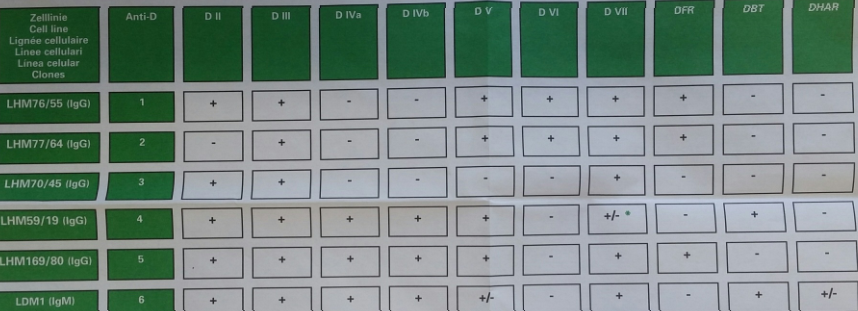 Zelllinie Anti-D D II D III D IVa D IVb D V D VI D VII DFR DBT DHAR
Cell line
Lignée cellulaire
Linee cellulari
Línea celular
Clones
LHM76/55 (IgG) 1 + + - - + + + + - -
LHM77/64 (IgG) 2 - + - - + + + + - -
LHM70/45 (IgG) 3 + + - - - - + - - -
LHM59/19 (IgG) 4 + + + + + - +/- * - + -
LHM169/80 (IgG) 5 + + + + + - + + - -
LDM1 (IgM) 6 + + + + +/- - + - + +/-